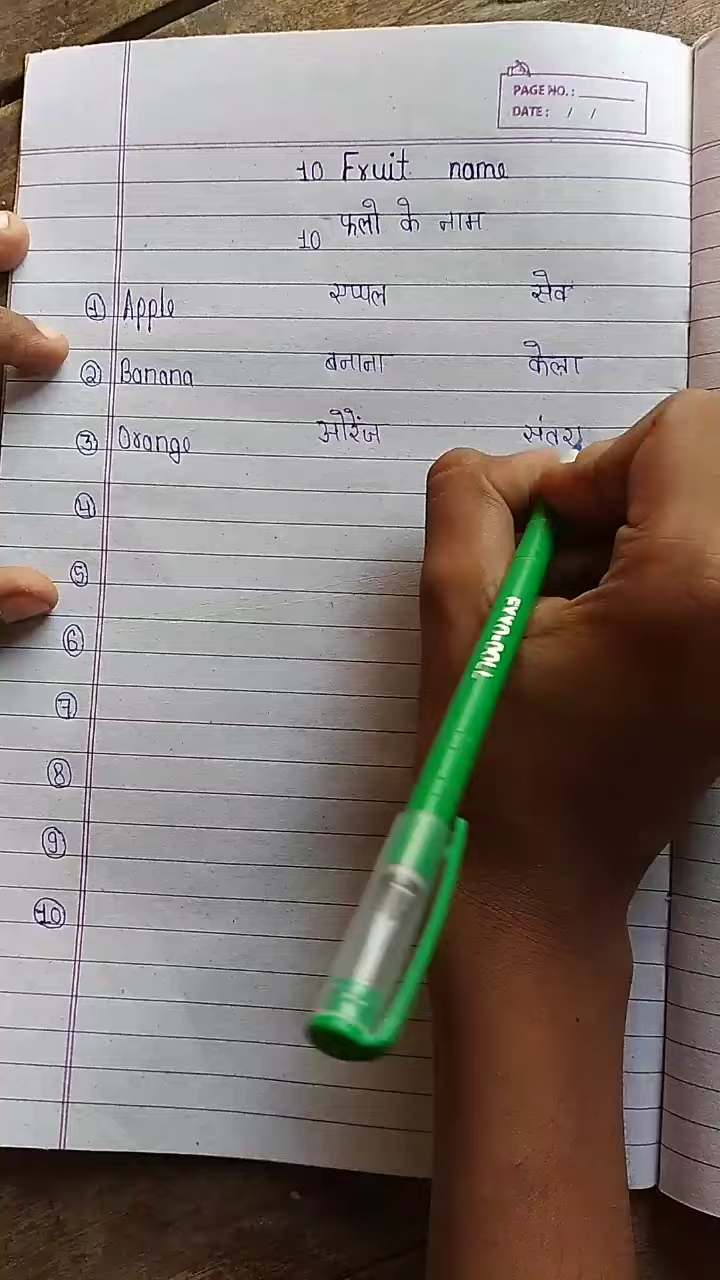 PAGE NO.:
DATE: / /
10 Fruit name
10 फलो के नाम
1 Apple एप्पल सेव
2 Banana बनाना केला
3 Orange ओरेंज
4
5
6
7
8
9
10